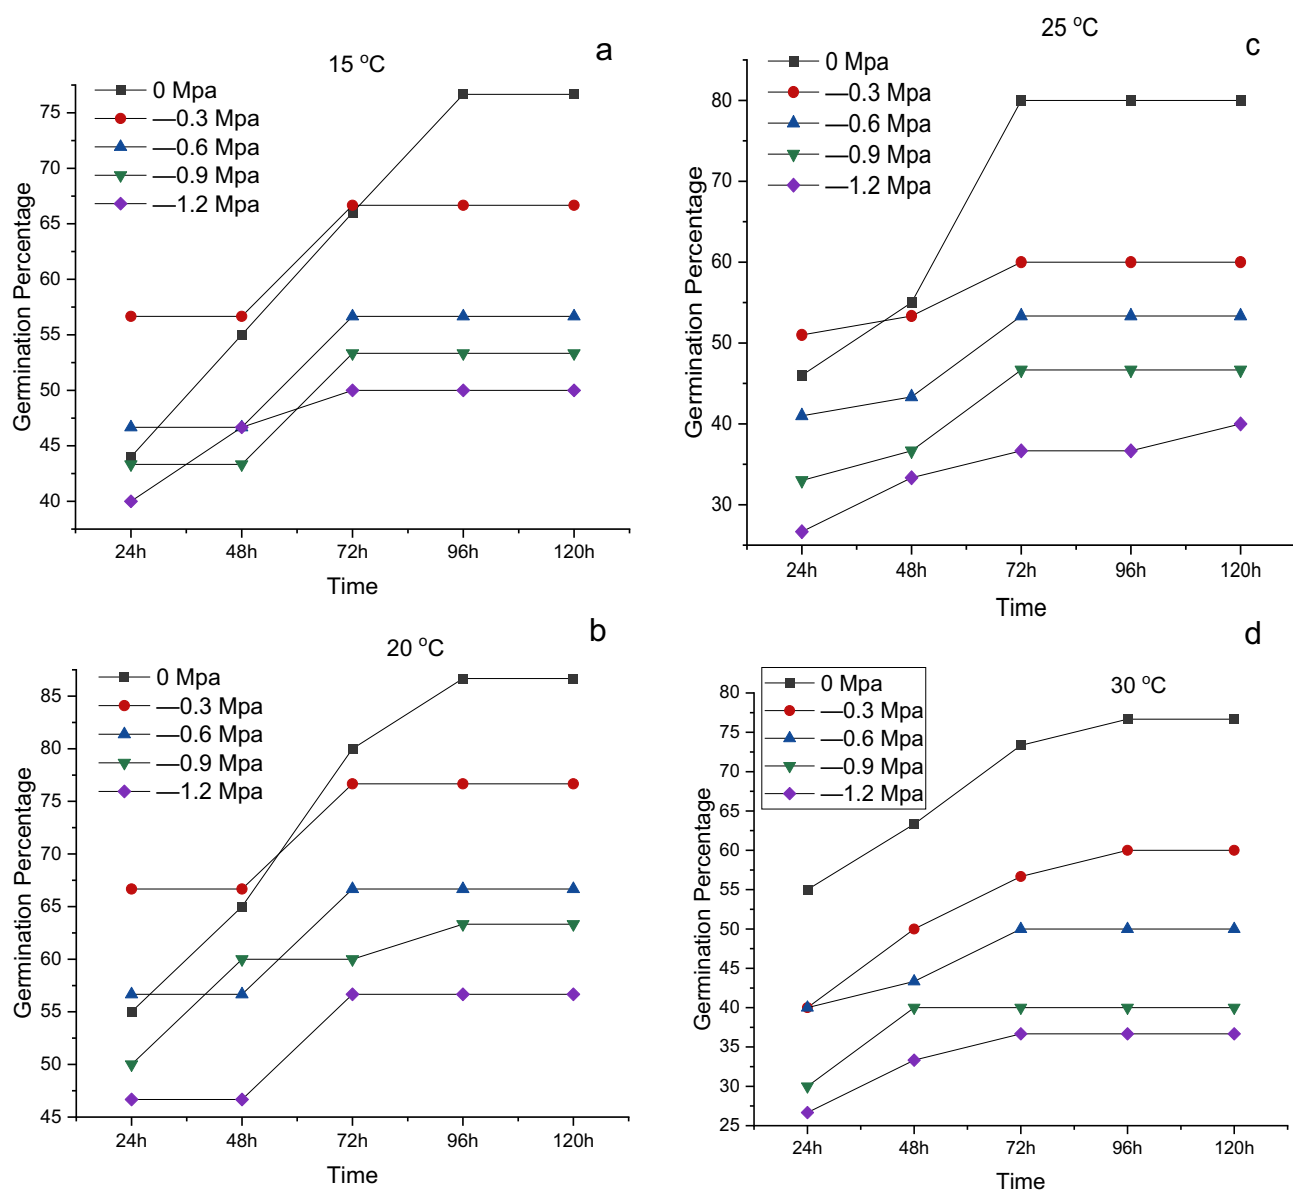 a
15 °C
0 Mpa
—0.3 Mpa
—0.6 Mpa
—0.9 Mpa
—1.2 Mpa
Germination Percentage
75
70
65
60
55
50
45
40
24h 48h 72h 96h 120h
Time
c
25 °C
0 Mpa
—0.3 Mpa
—0.6 Mpa
—0.9 Mpa
—1.2 Mpa
Germination Percentage
80
70
60
50
40
30
24h 48h 72h 96h 120h
Time
b
20 °C
0 Mpa
—0.3 Mpa
—0.6 Mpa
—0.9 Mpa
—1.2 Mpa
Germination Percentage
85
80
75
70
65
60
55
50
45
24h 48h 72h 96h 120h
Time
d
30 °C
0 Mpa
—0.3 Mpa
—0.6 Mpa
—0.9 Mpa
—1.2 Mpa
Germination Percentage
80
75
70
65
60
55
50
45
40
35
30
25
24h 48h 72h 96h 120h
Time